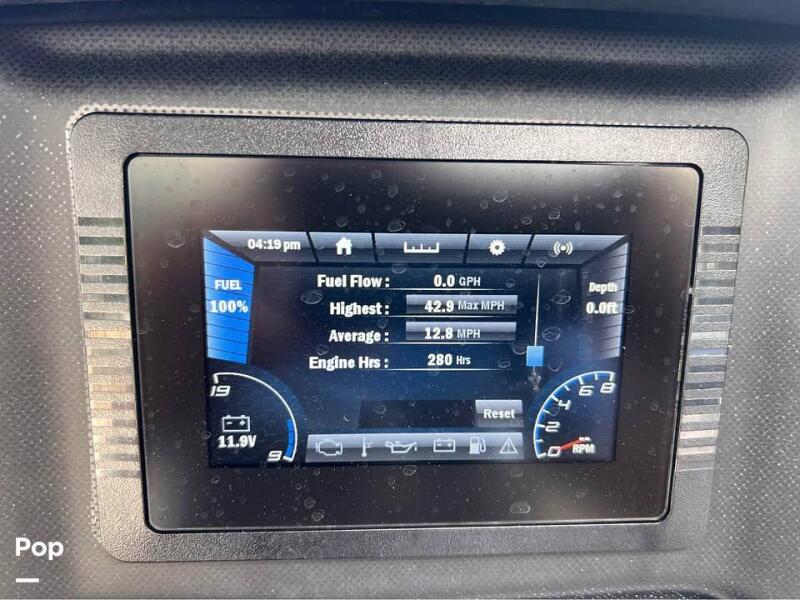 04:19 pm
FUEL
100%
Fuel Flow : 0.0 GPH
Highest : 42.9 Max MPH
Average : 12.8 MPH
Engine Hrs : 280 Hrs
Depth
0.0ft
Reset
19
11.9V
9
8
6
4
2
0
RPM
Pop